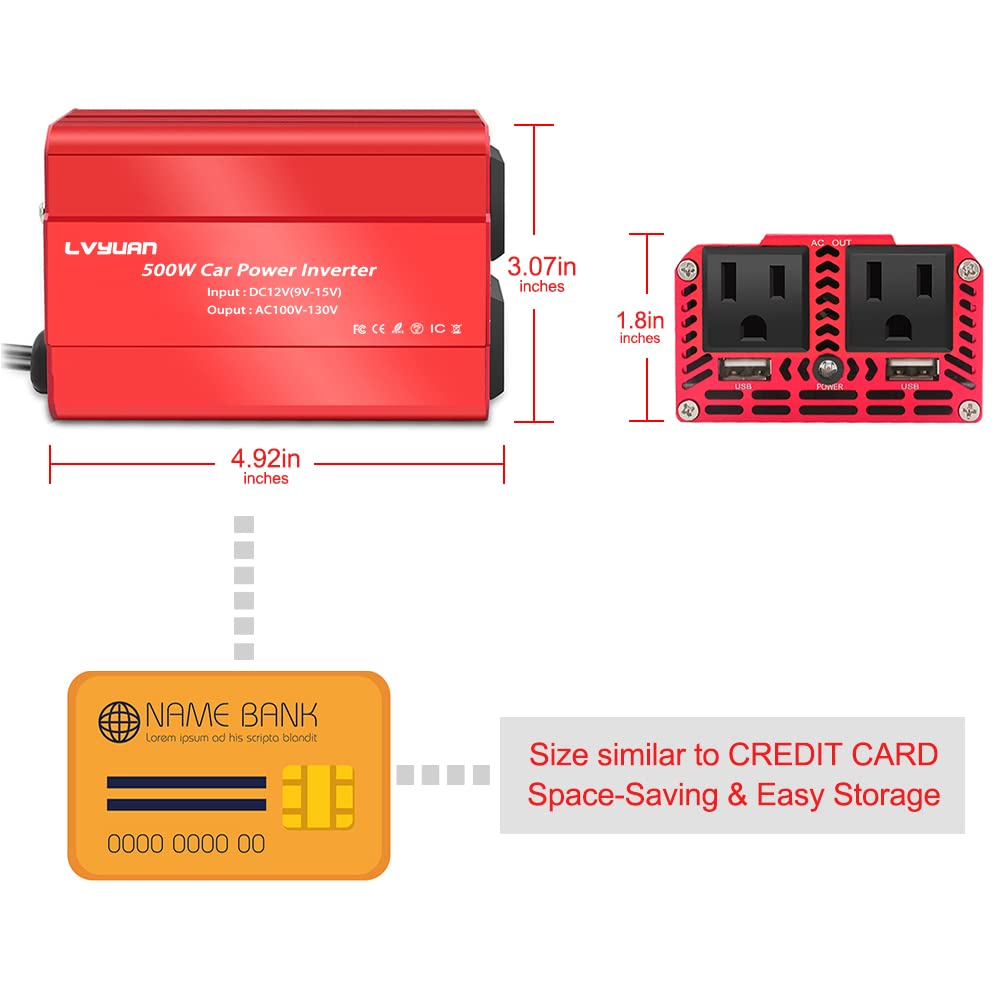 LVYUAN
500W Car Power Inverter
Input : DC12V(9V-15V)
Ouput : AC100V-130V
FC CE IC
3.07in
inches
4.92in
inches
1.8in
inches
AC OUT
USB
POWER
USB
NAME BANK
Lorem ipsum ad his scripta blandit
0000 0000 00
Size similar to CREDIT CARD
Space-Saving & Easy Storage